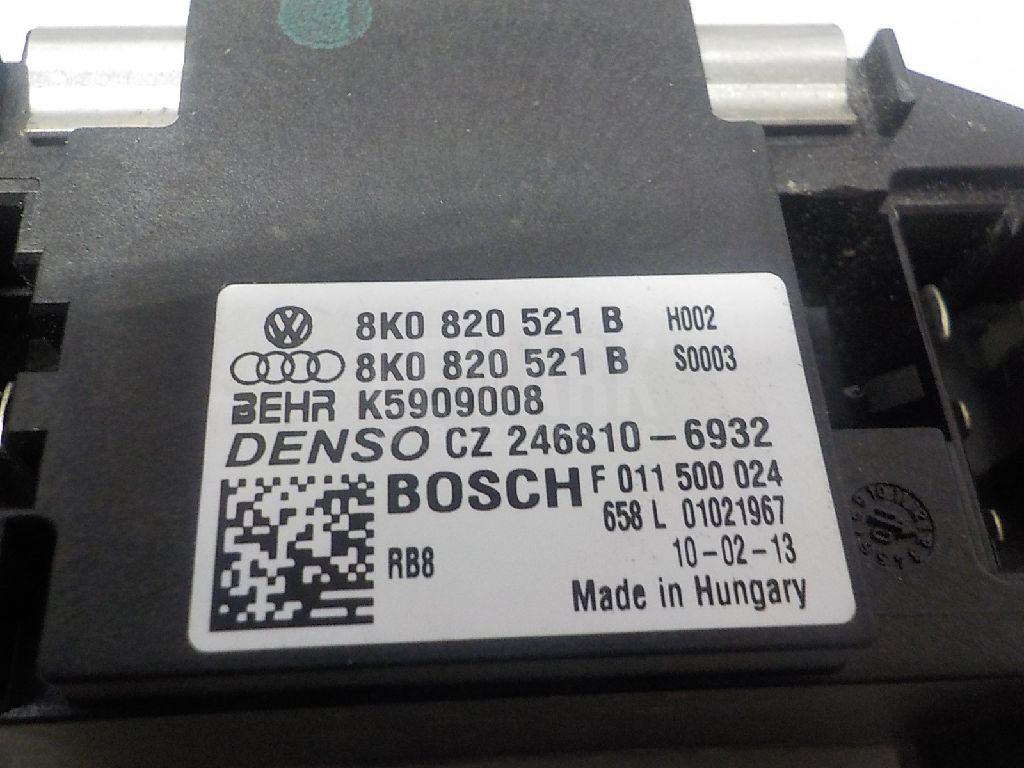 8K0 820 521 B H002
8K0 820 521 B S0003
BEHR K5909008
DENSO CZ 246810-6932
BOSCH F 011 500 024
658 L 01021967
RB8 10-02-13
Made in Hungary